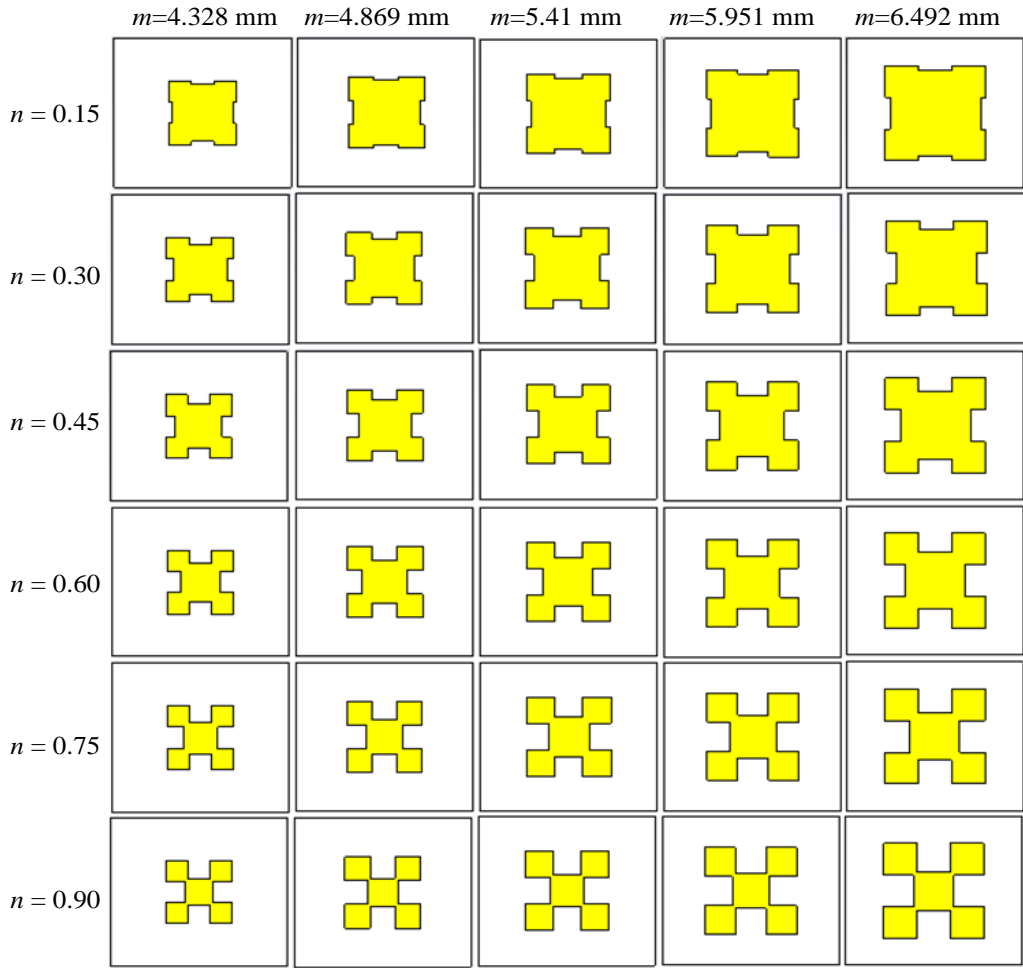 m=4.328 mm m=4.869 mm m=5.41 mm m=5.951 mm m=6.492 mm
n = 0.15
n = 0.30
n = 0.45
n = 0.60
n = 0.75
n = 0.90